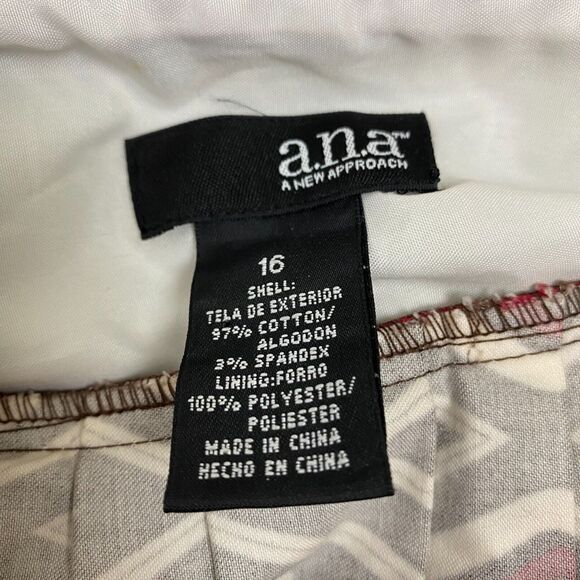 a.n.a™
A NEW APPROACH
16
SHELL:
TELA DE EXTERIOR
97% COTTON/
ALGODON
3% SPANDEX
LINING:FORRO
100% POLYESTER/
POLIESTER
MADE IN CHINA
HECHO EN CHINA